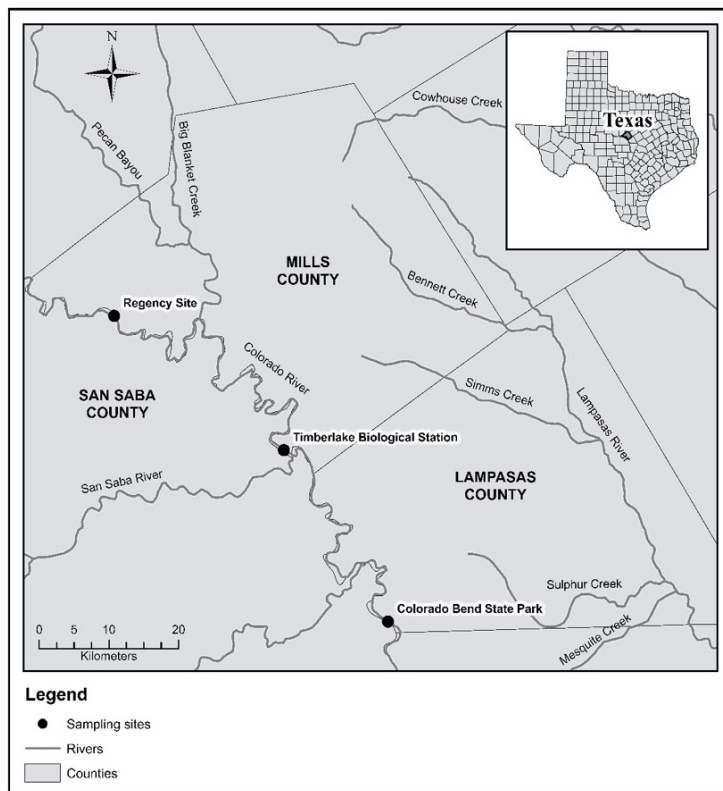 N
Pecan Bayou
Big Blanket Creek
Cowhouse Creek
Texas
MILLS
COUNTY
Bennett Creek
Regency Site
Colorado River
SAN SABA
COUNTY
Simms Creek
Lampasas River
Timberlake Biological Station
San Saba River
LAMPASAS
COUNTY
Sulphur Creek
Colorado Bend State Park
Mesquite Creek
0 5 10 20
Kilometers
Legend
Sampling sites
Rivers
Counties